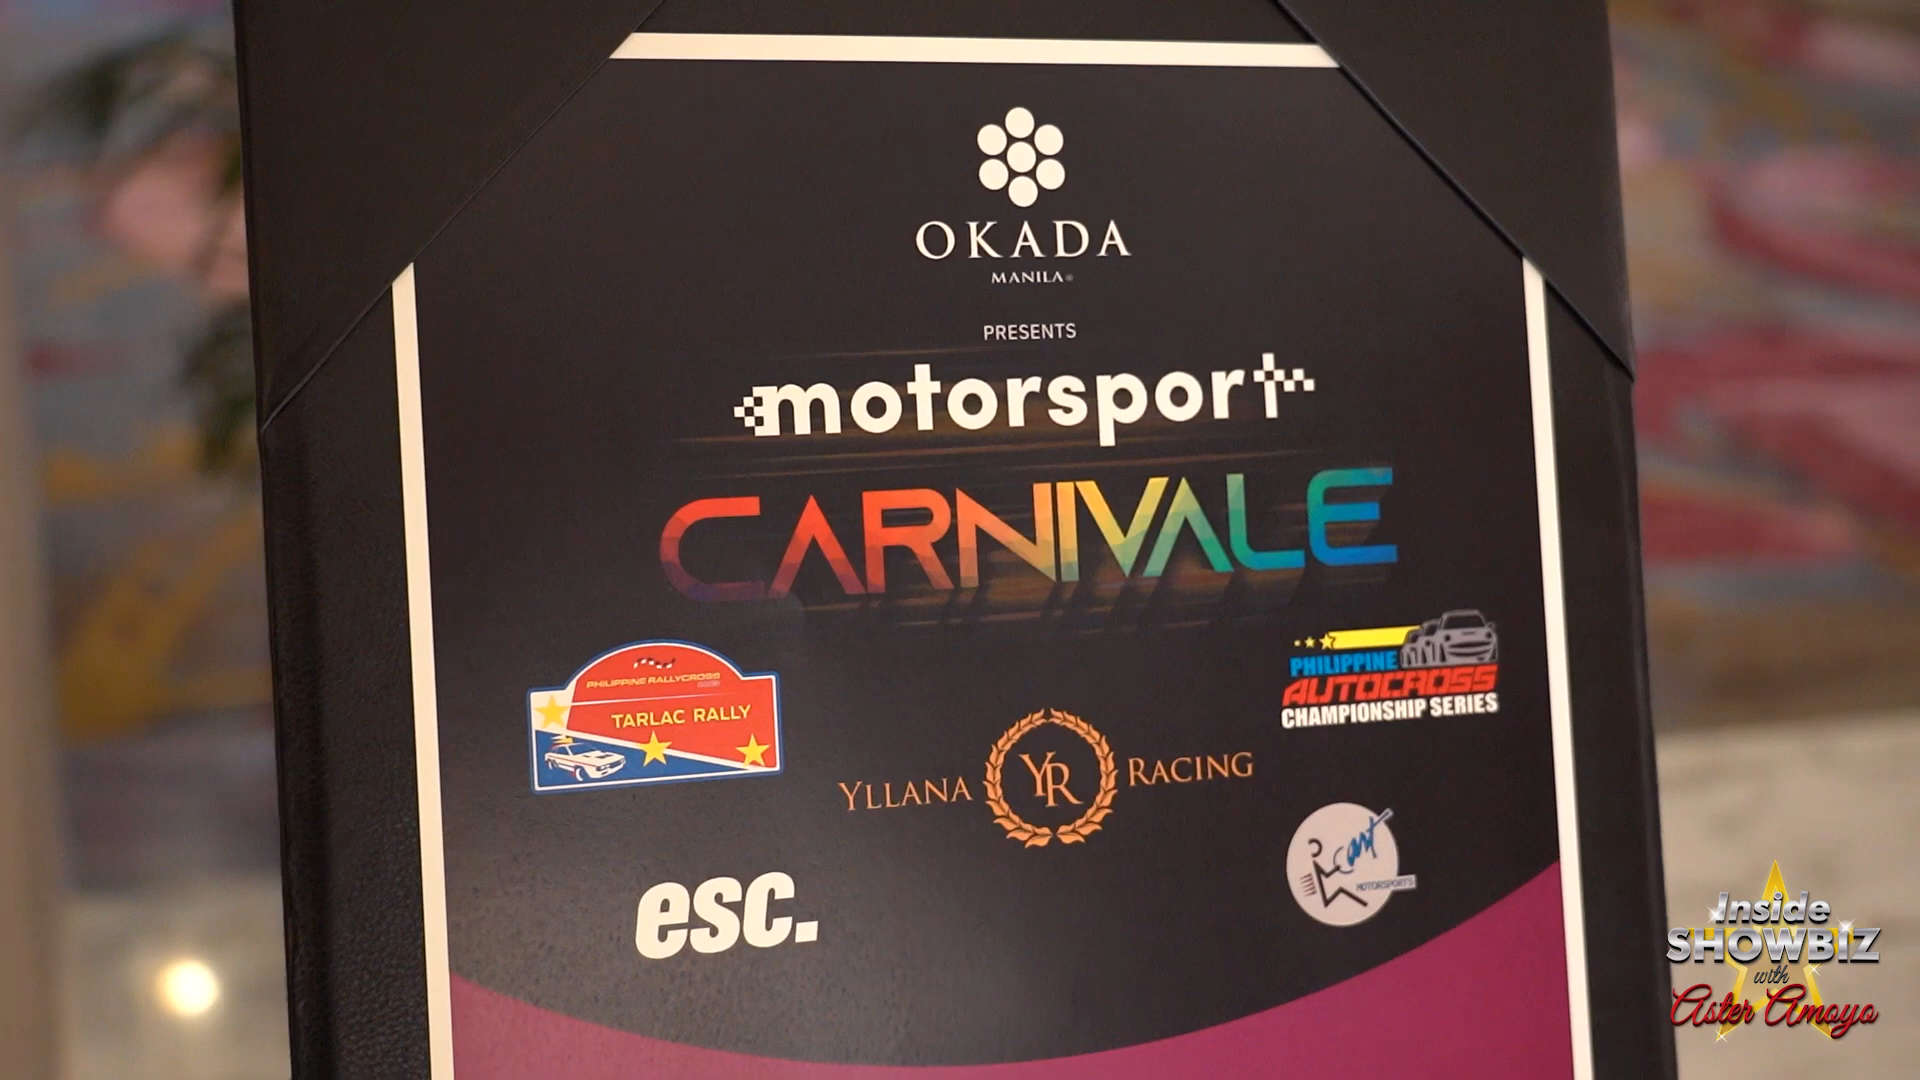 OKADA
MANILA®
PRESENTS
motorsport
CARNIVALE
PHILIPPINE RALLYCROSS
TARLAC RALLY
PHILIPPINE
AUTOCROSS
CHAMPIONSHIP SERIES
YLLANA YR RACING
esc.
cart
MOTORSPORTS
Inside
SHOWBIZ
with
Aster Amoyo